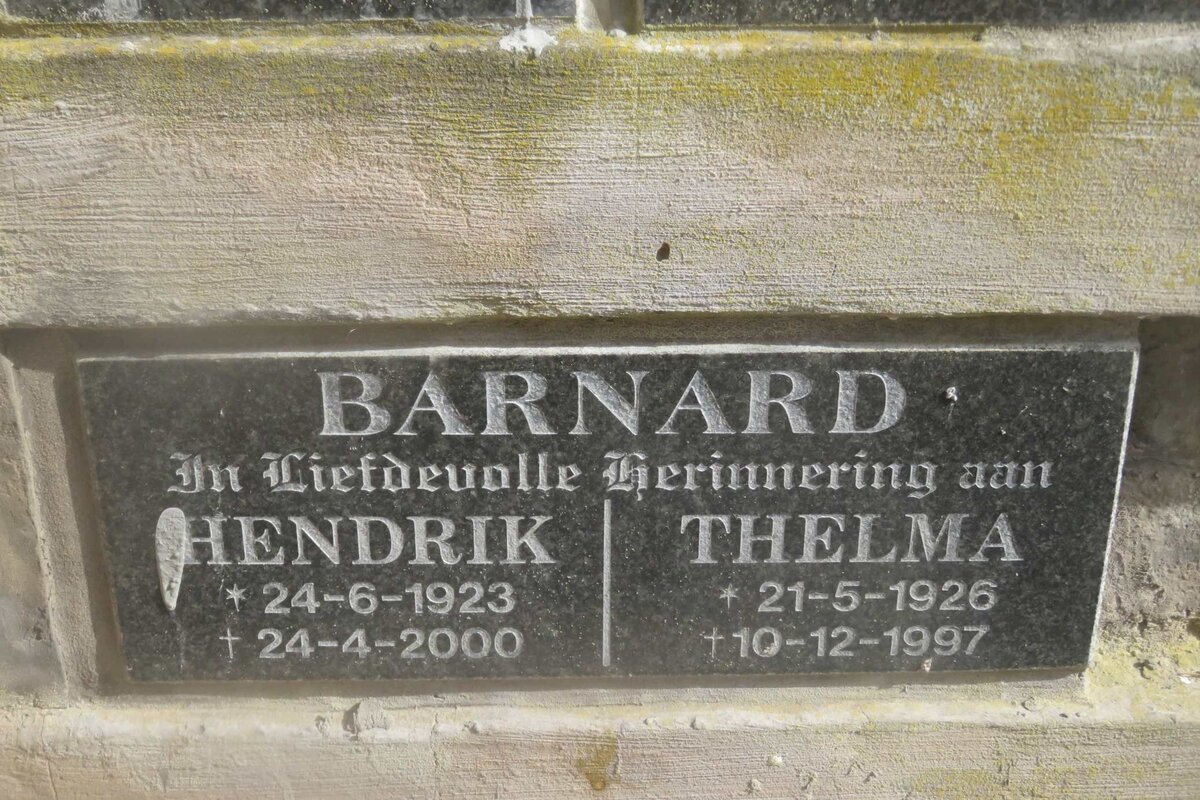 BARNARD
In Liefdevolle Herinnering aan
HENDRIK
* 24-6-1923
† 24-4-2000
THELMA
* 21-5-1926
† 10-12-1997